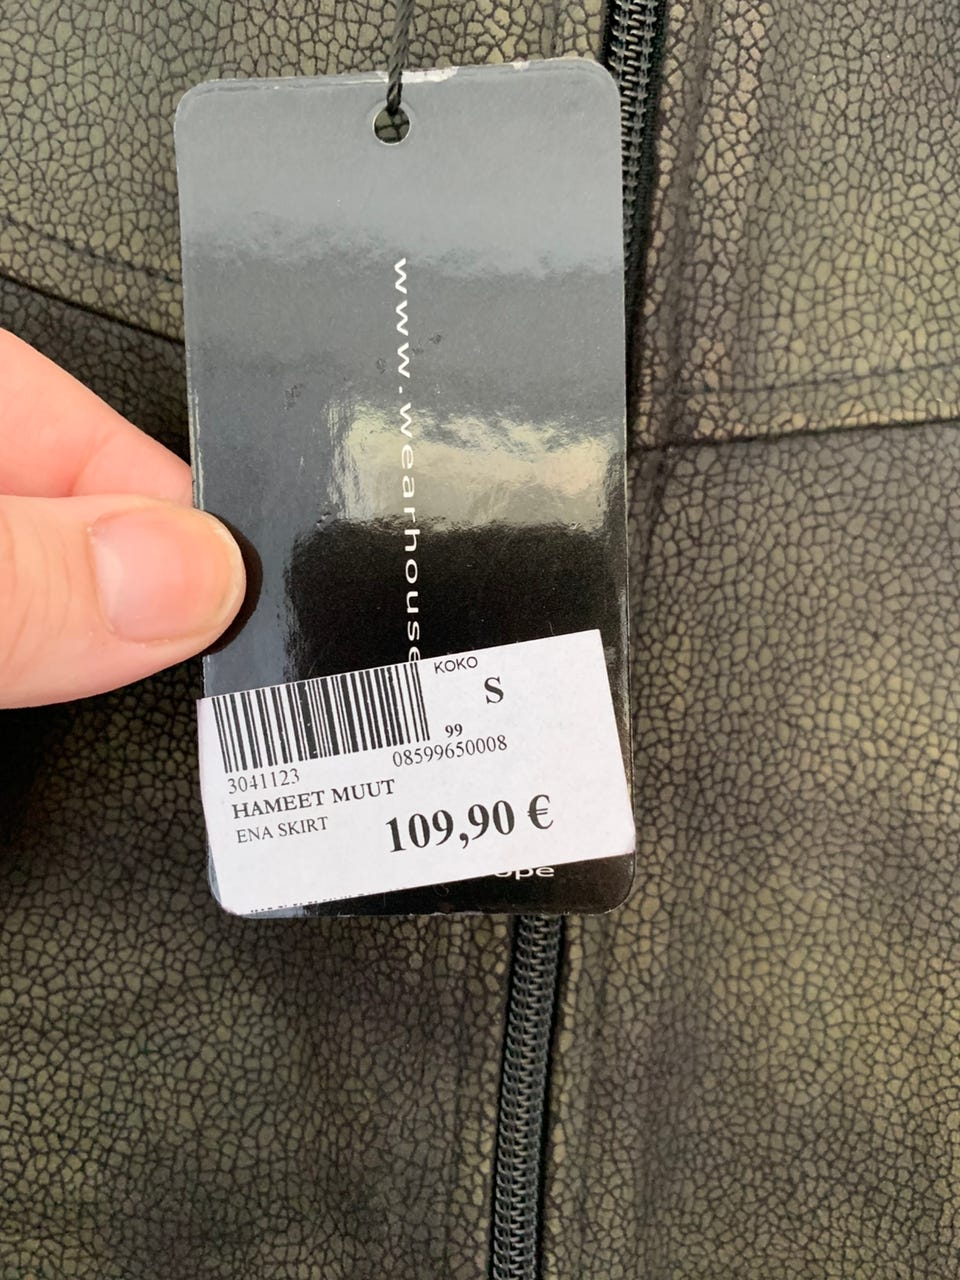 www.wearhouse
KOKO
S
99
3041123
08599650008
HAMEET MUUT
ENA SKIRT
109,90 €